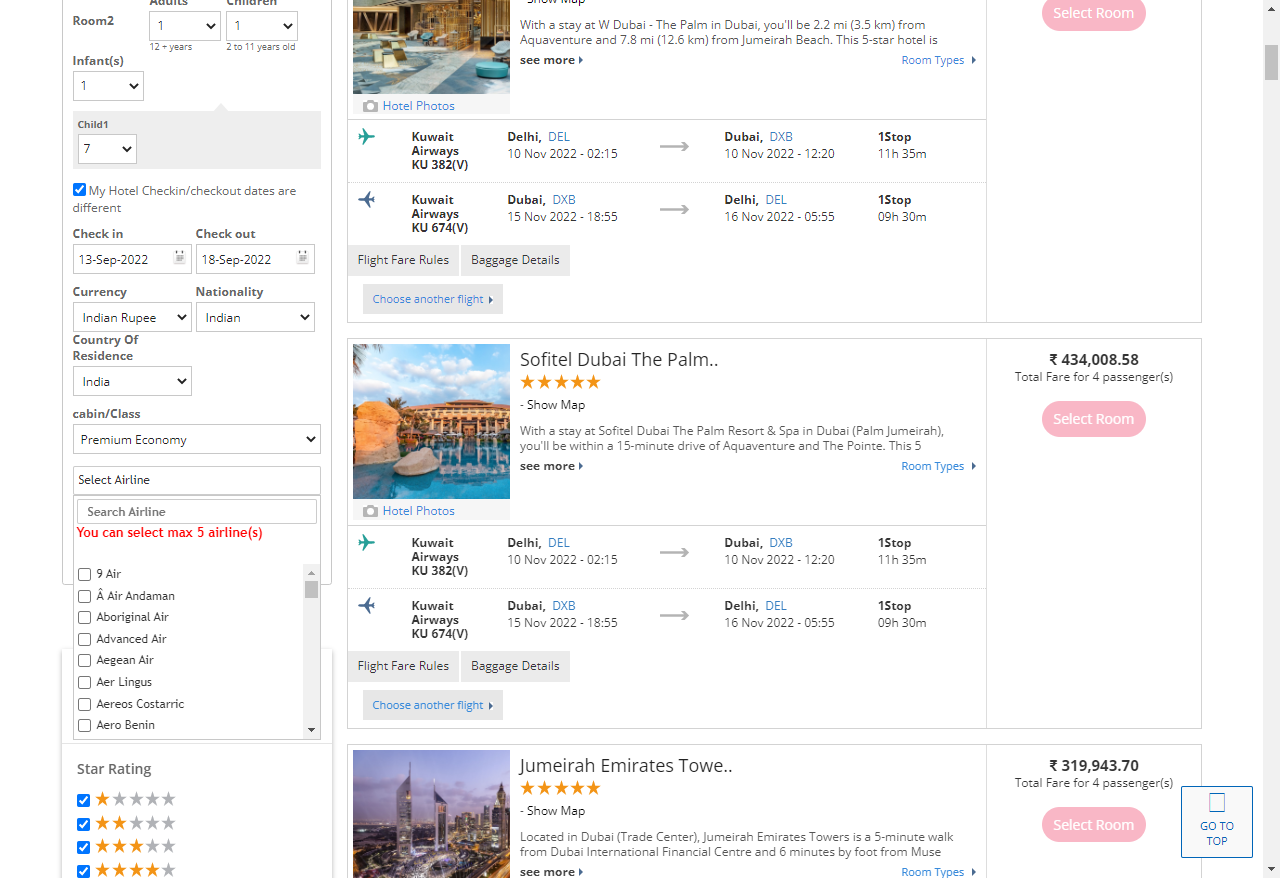 Adults
Children
Room2
1
1
12 + years
2 to 11 years old
Infant(s)
1
Child1
7
My Hotel Checkin/checkout dates are
different
Check in
Check out
13-Sep-2022
18-Sep-2022
Currency
Nationality
Indian Rupee
Indian
Country Of
Residence
India
cabin/Class
Premium Economy
Select Airline
Search Airline
You can select max 5 airline(s)
9 Air
Â Air Andaman
Aboriginal Air
Advanced Air
Aegean Air
Aer Lingus
Aereos Costarric
Aero Benin
Star Rating
- Show Map
With a stay at W Dubai - The Palm in Dubai, you'll be 2.2 mi (3.5 km) from
Aquaventure and 7.8 mi (12.6 km) from Jumeirah Beach. This 5-star hotel is
see more
Room Types
Hotel Photos
Select Room
Kuwait
Airways
KU 382(V)
Delhi, DEL
10 Nov 2022 - 02:15
Dubai, DXB
10 Nov 2022 - 12:20
1Stop
11h 35m
Kuwait
Airways
KU 674(V)
Dubai, DXB
15 Nov 2022 - 18:55
Delhi, DEL
16 Nov 2022 - 05:55
1Stop
09h 30m
Flight Fare Rules
Baggage Details
Choose another flight
Sofitel Dubai The Palm..
- Show Map
With a stay at Sofitel Dubai The Palm Resort & Spa in Dubai (Palm Jumeirah),
you'll be within a 15-minute drive of Aquaventure and The Pointe. This 5
see more
Room Types
Hotel Photos
₹ 434,008.58
Total Fare for 4 passenger(s)
Select Room
Kuwait
Airways
KU 382(V)
Delhi, DEL
10 Nov 2022 - 02:15
Dubai, DXB
10 Nov 2022 - 12:20
1Stop
11h 35m
Kuwait
Airways
KU 674(V)
Dubai, DXB
15 Nov 2022 - 18:55
Delhi, DEL
16 Nov 2022 - 05:55
1Stop
09h 30m
Flight Fare Rules
Baggage Details
Choose another flight
Jumeirah Emirates Towe..
- Show Map
Located in Dubai (Trade Center), Jumeirah Emirates Towers is a 5-minute walk
from Dubai International Financial Centre and 6 minutes by foot from Muse
see more
Room Types
₹ 319,943.70
Total Fare for 4 passenger(s)
Select Room
GO TO
TOP